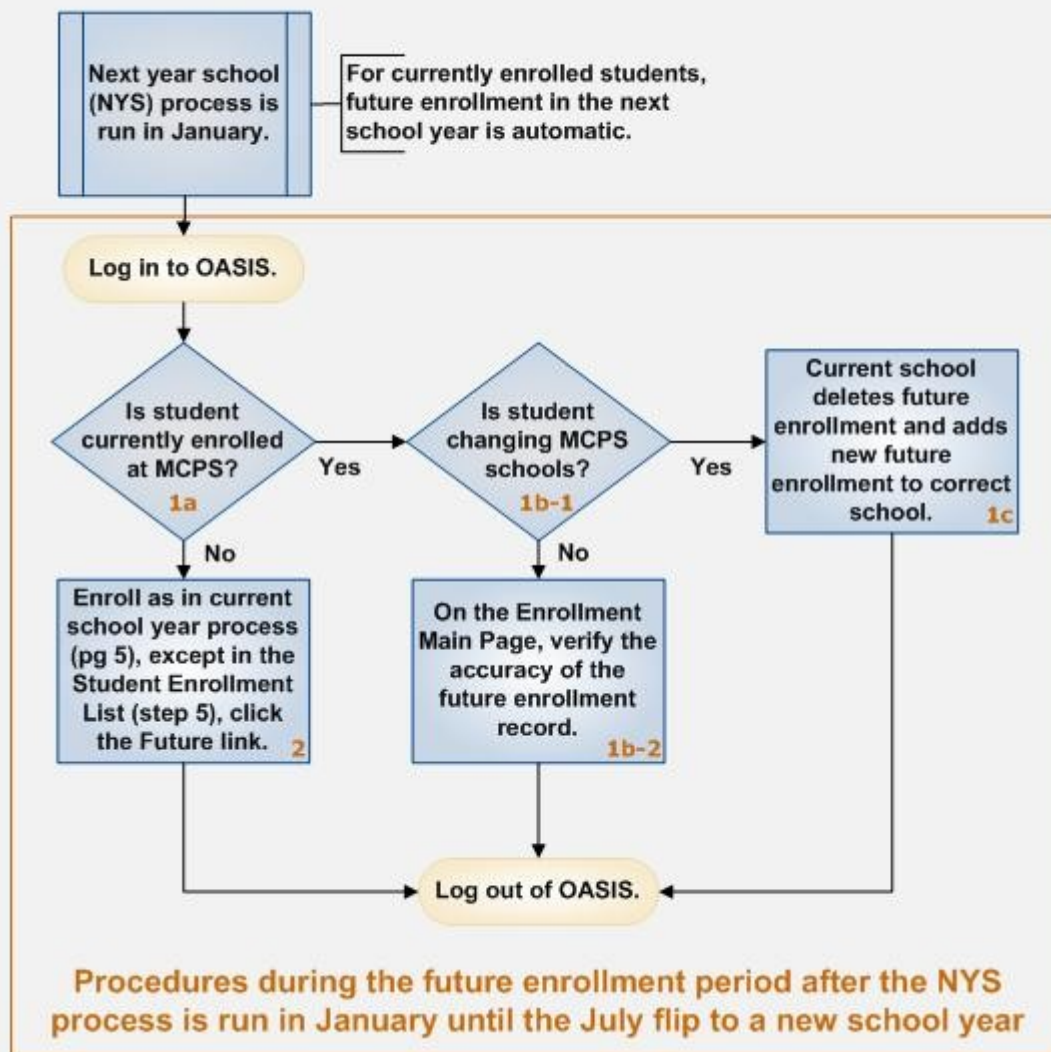 Next year school
(NYS) process is
run in January.
For currently enrolled students,
future enrollment in the next
school year is automatic.
Log in to OASIS.
Is student
currently enrolled
at MCPS?
1a
Yes
No
Is student
changing MCPS
schools?
1b-1
Yes
No
Current school
deletes future
enrollment and adds
new future
enrollment to correct
school.
1c
Enroll as in current
school year process
(pg 5), except in the
Student Enrollment
List (step 5), click
the Future link.
2
On the Enrollment
Main Page, verify the
accuracy of the
future enrollment
record.
1b-2
Log out of OASIS.
Procedures during the future enrollment period after the NYS
process is run in January until the July flip to a new school year